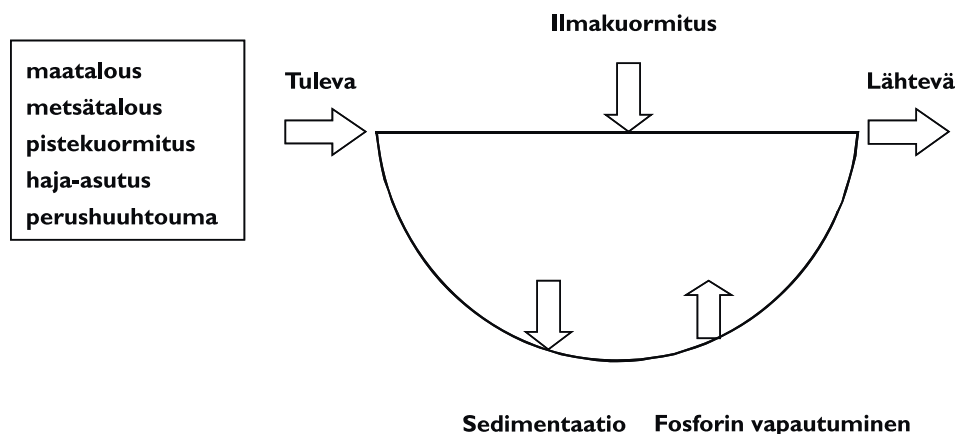 Ilmakuormitus
maatalous
metsätalous
pistekuormitus
haja-asutus
perushuuhtouma
Tuleva
Lähtevä
Sedimentaatio Fosforin vapautuminen